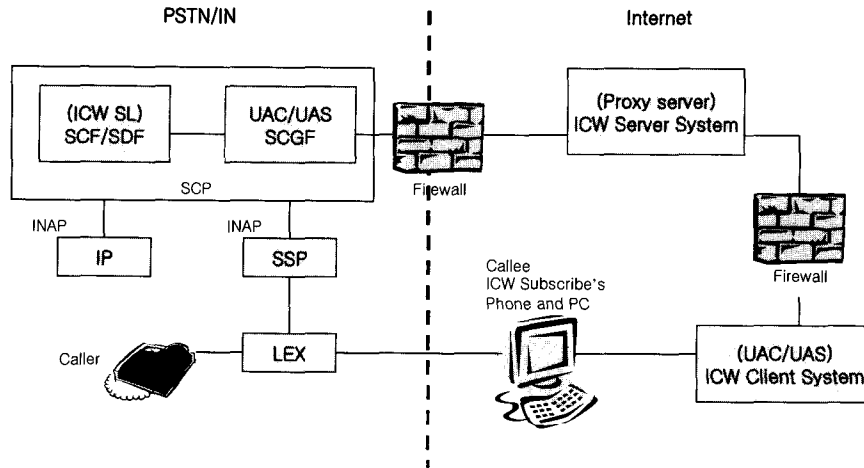 PSTN/IN
Internet
(ICW SL)
SCF/SDF
UAC/UAS
SCGF
SCP
Firewall
(Proxy server)
ICW Server System
Firewall
INAP
IP
INAP
SSP
Callee
ICW Subscribe's
Phone and PC
Caller
LEX
(UAC/UAS)
ICW Client System